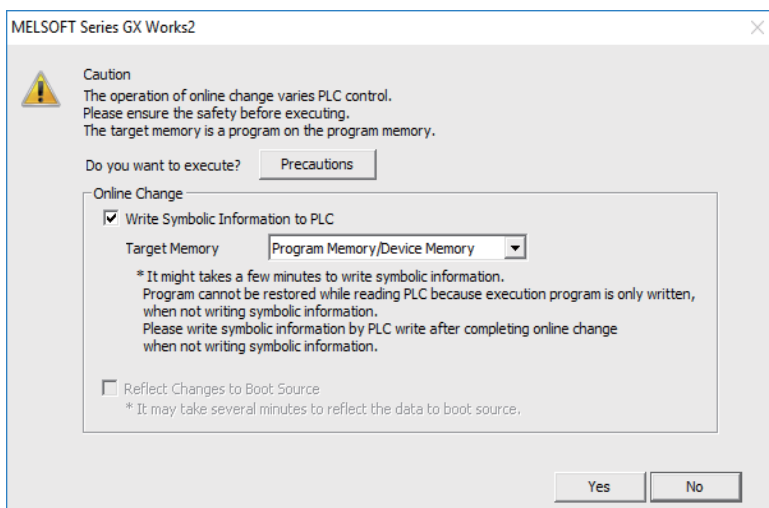 MELSOFT Series GX Works2
Caution
The operation of online change varies PLC control.
Please ensure the safety before executing.
The target memory is a program on the program memory.
Do you want to execute? Precautions
Online Change
Write Symbolic Information to PLC
Target Memory Program Memory/Device Memory
* It might takes a few minutes to write symbolic information.
Program cannot be restored while reading PLC because execution program is only written,
when not writing symbolic information.
Please write symbolic information by PLC write after completing online change
when not writing symbolic information.
Reflect Changes to Boot Source
* It may take several minutes to reflect the data to boot source.
Yes No